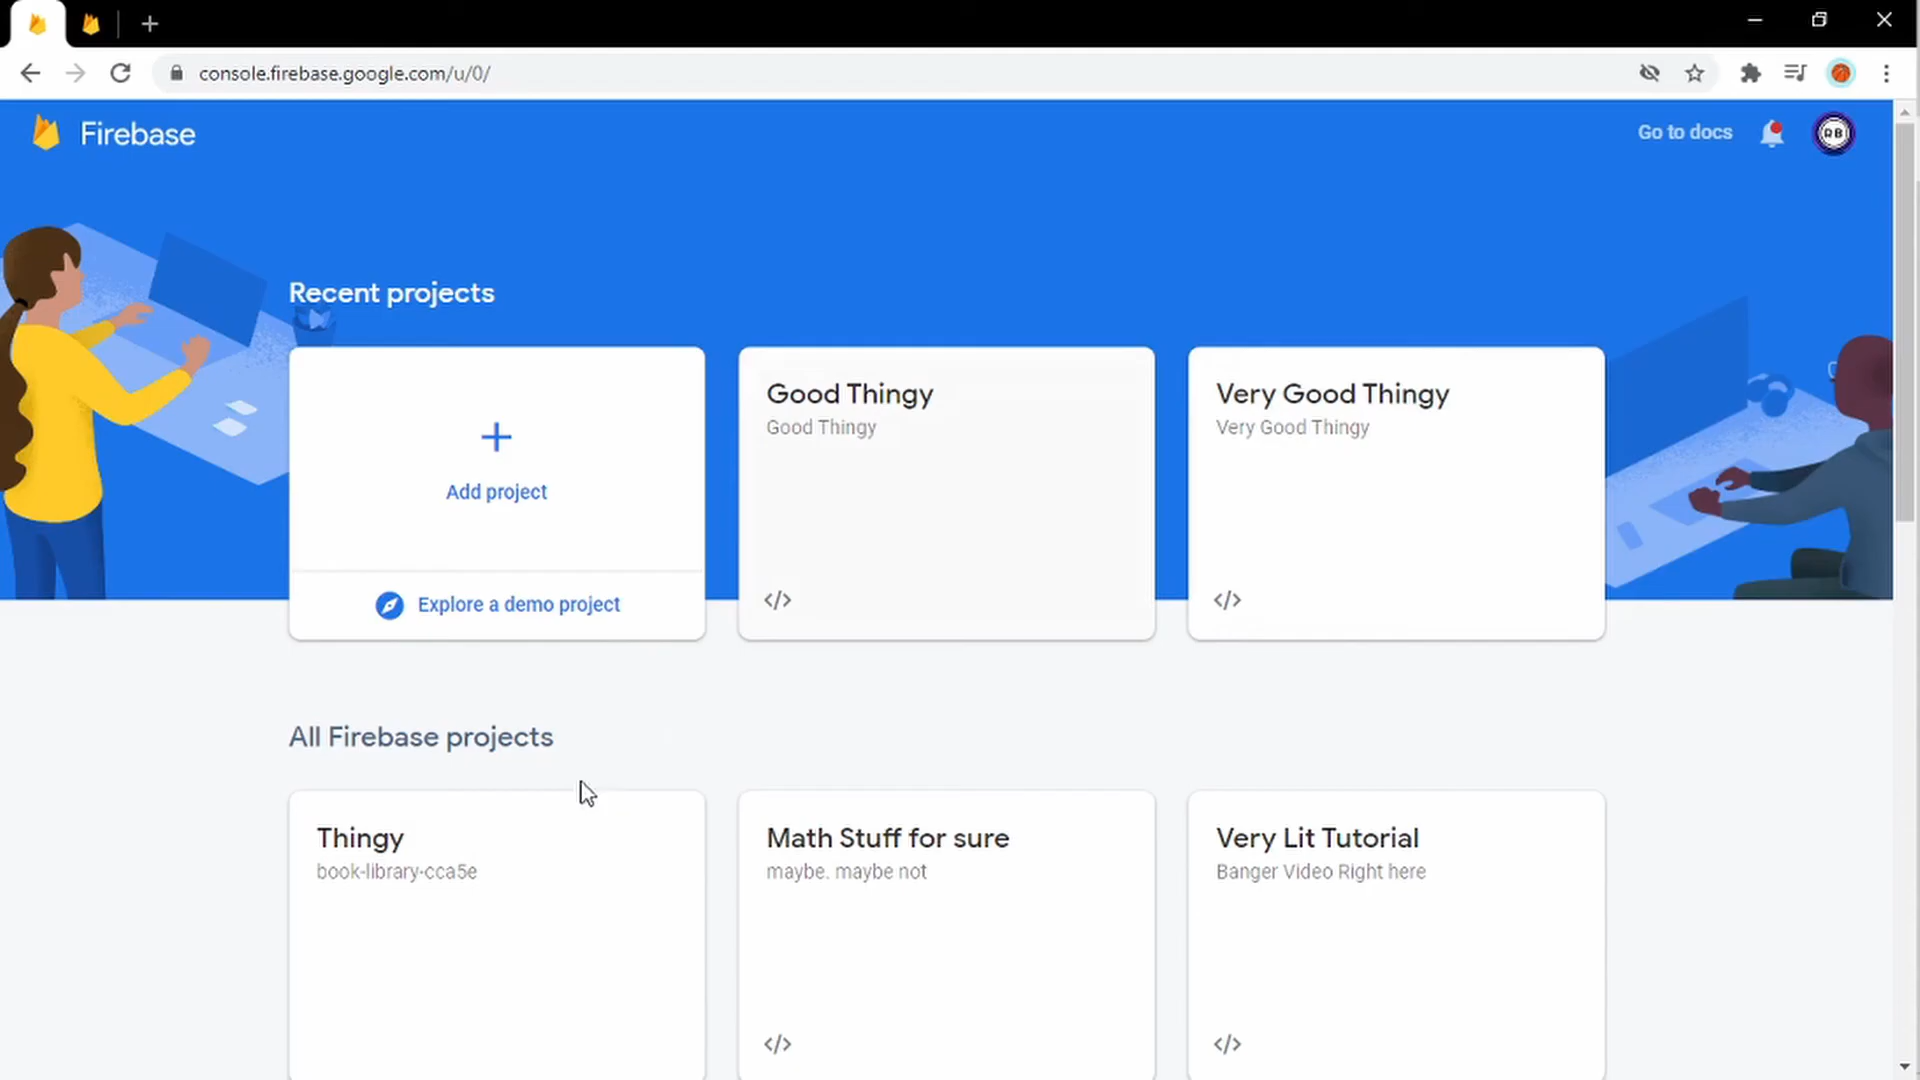 console.firebase.google.com/u/0/
Firebase
Go to docs
RB
Recent projects
Add project
Explore a demo project
Good Thingy
Good Thingy
</>
Very Good Thingy
Very Good Thingy
</>
All Firebase projects
Thingy
book-library-cca5e
Math Stuff for sure
maybe. maybe not
</>
Very Lit Tutorial
Banger Video Right here
</>